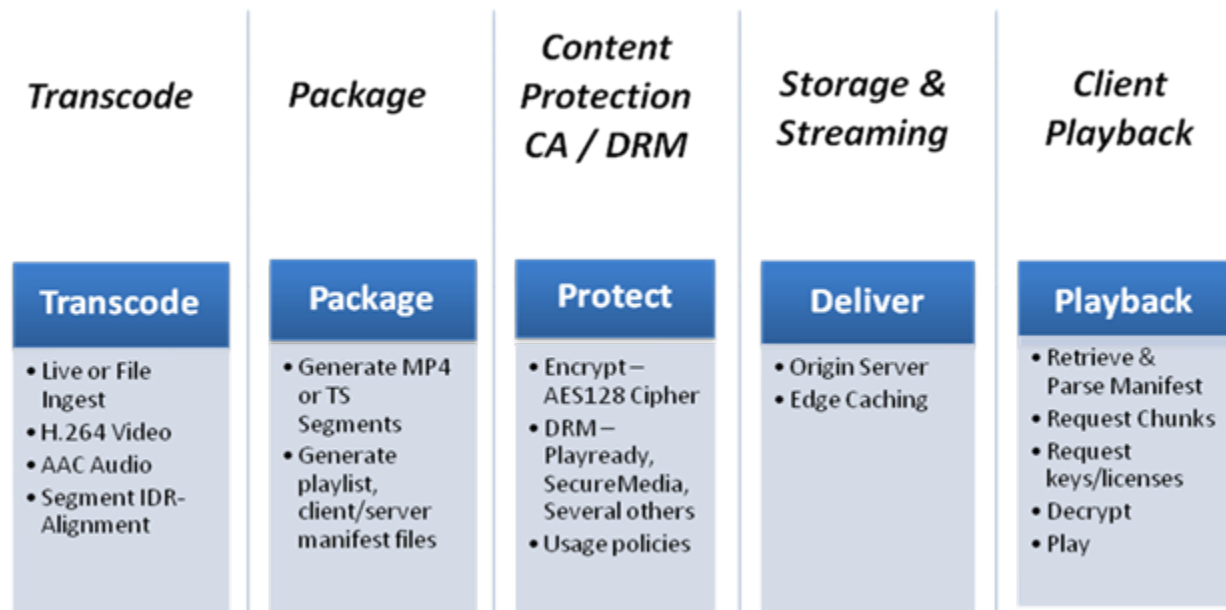 Transcode
Package
Content
Protection
CA / DRM
Storage &
Streaming
Client
Playback
Transcode
• Live or File
Ingest
• H.264 Video
• AAC Audio
• Segment IDR-
Alignment
Package
• Generate MP4
or TS
Segments
• Generate
playlist,
client/server
manifest files
Protect
• Encrypt –
AES128 Cipher
• DRM –
Playready,
SecureMedia,
Several others
• Usage policies
Deliver
• Origin Server
• Edge Caching
Playback
• Retrieve &
Parse Manifest
• Request Chunks
• Request
keys/licenses
• Decrypt
• Play